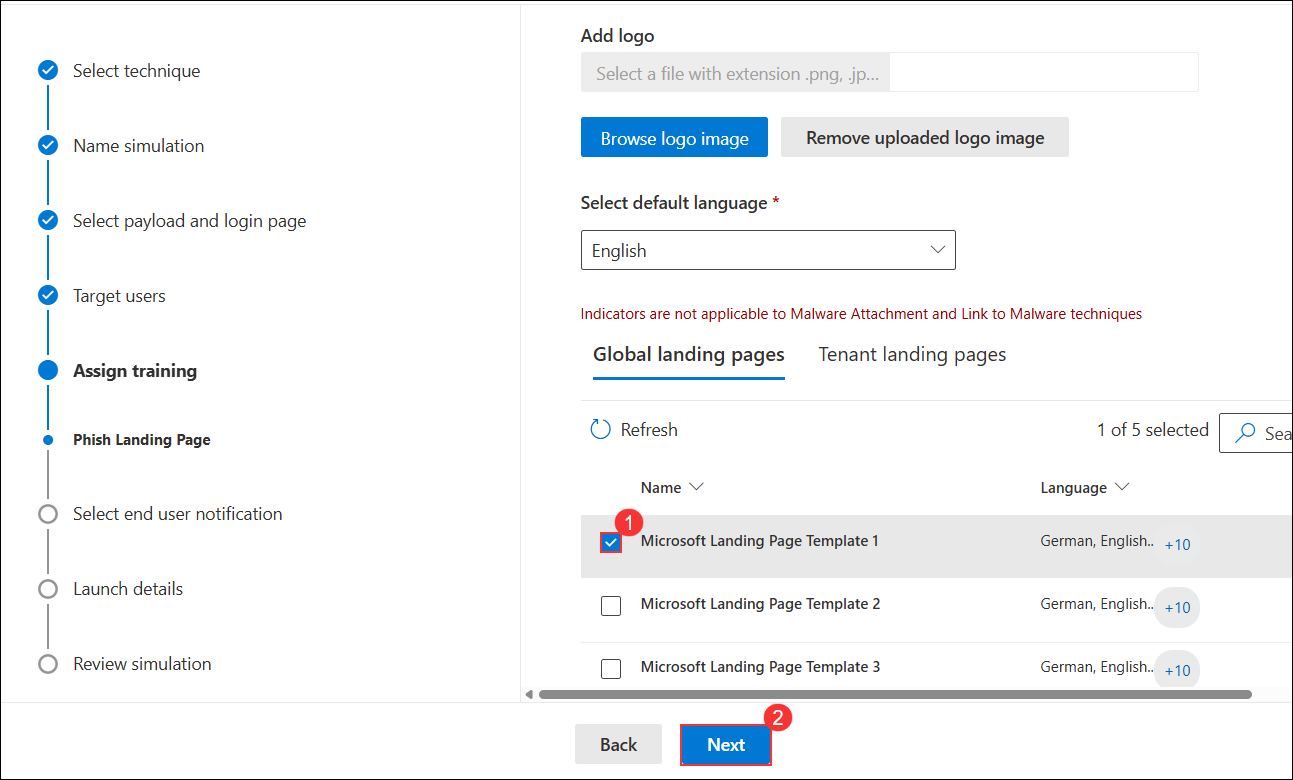 Select technique
Name simulation
Select payload and login page
Target users
Assign training
Phish Landing Page
Select end user notification
Launch details
Review simulation
Add logo
Select a file with extension .png, .jp...
Browse logo image
Remove uploaded logo image
Select default language *
English
Indicators are not applicable to Malware Attachment and Link to Malware techniques
Global landing pages Tenant landing pages
Refresh 1 of 5 selected Sea
Name Language
1
Microsoft Landing Page Template 1 German, English.. +10
Microsoft Landing Page Template 2 German, English.. +10
Microsoft Landing Page Template 3 German, English.. +10
2
Back Next